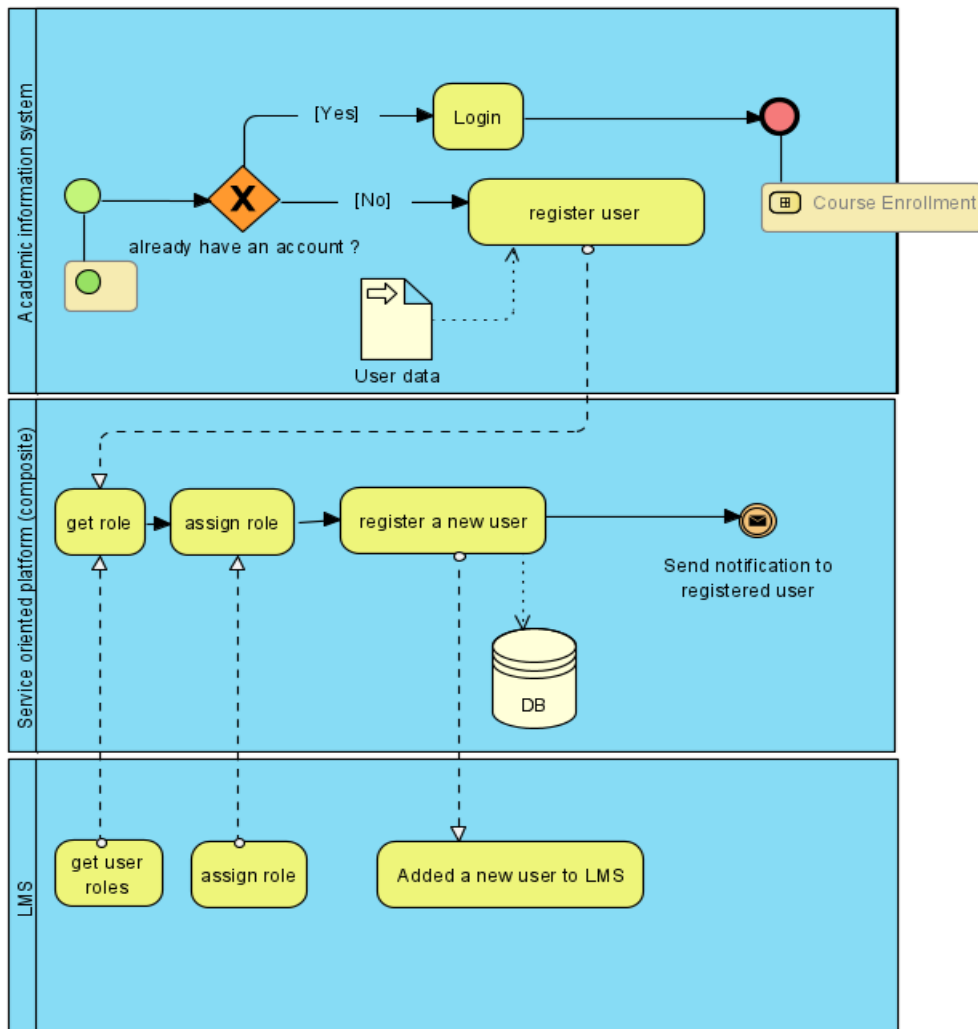 Academic information system
[Yes]
Login
X
[No]
register user
Course Enrollment
already have an account ?
User data
Service oriented platform (composite)
get role
assign role
register a new user
Send notification to
registered user
DB
LMS
get user
roles
assign role
Added a new user to LMS